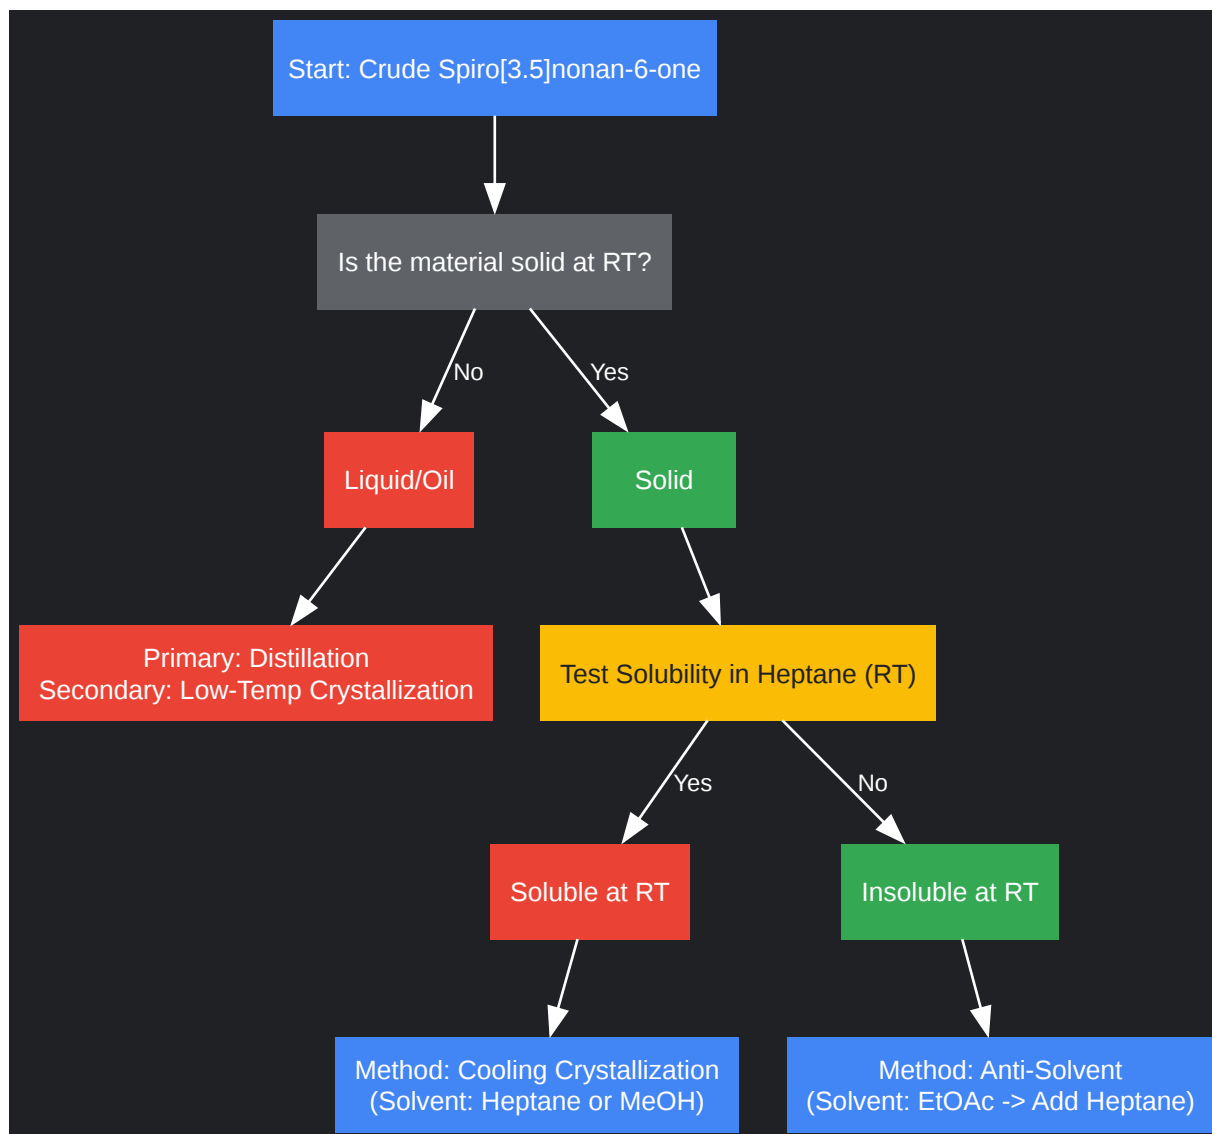 Start: Crude Spiro[3.5]nonan-6-one
Is the material solid at RT?
No
Yes
Liquid/Oil
Solid
Primary: Distillation
Secondary: Low-Temp Crystallization
Test Solubility in Heptane (RT)
Yes
No
Soluble at RT
Insoluble at RT
Method: Cooling Crystallization
(Solvent: Heptane or MeOH)
Method: Anti-Solvent
(Solvent: EtOAc -> Add Heptane)